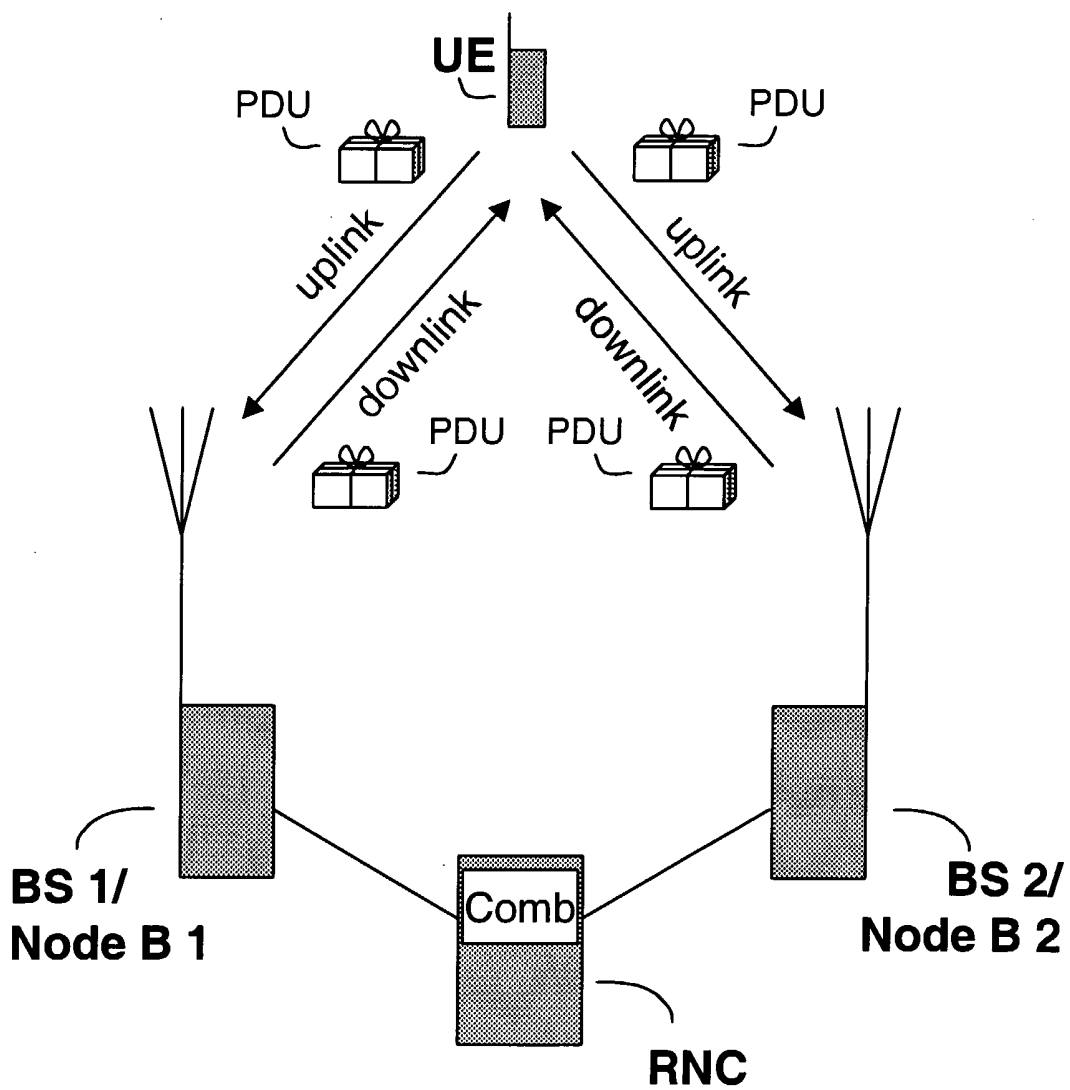 UE
PDU
PDU
uplink
uplink
downlink
downlink
PDU
PDU
BS 1/
Node B 1
Comb
BS 2/
Node B 2
RNC